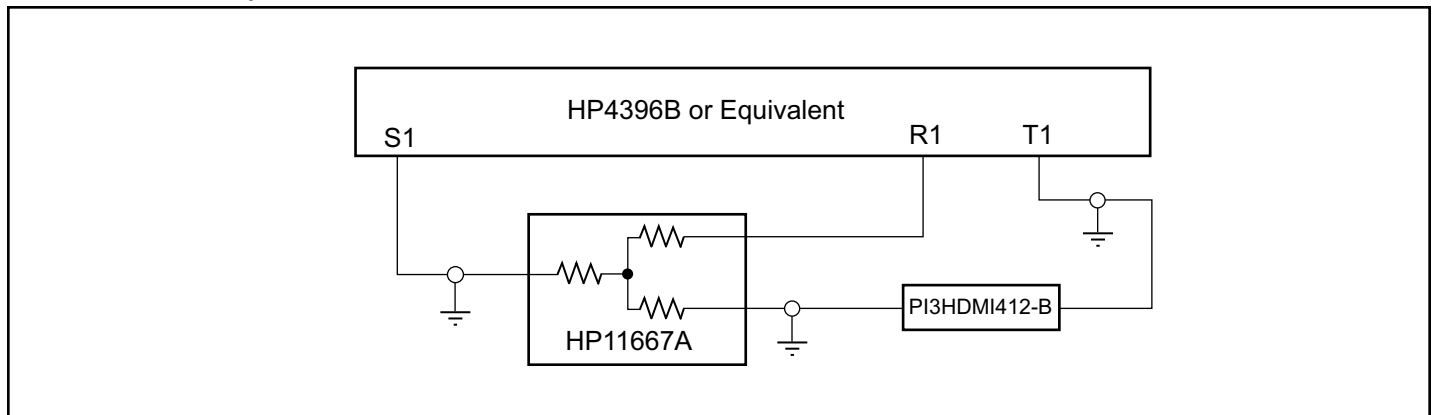 HP4396B or Equivalent
S1
R1
T1
PI3HDMI412-B
HP11667A